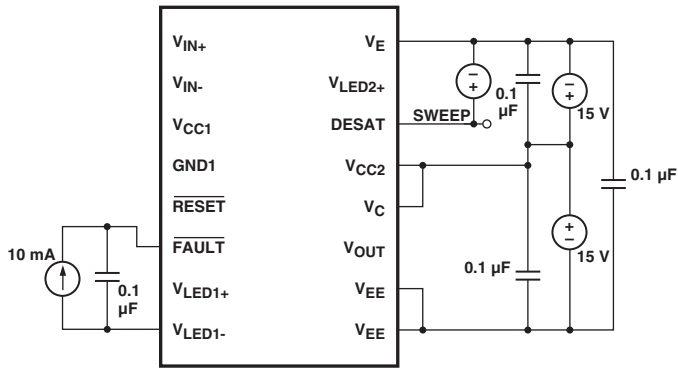 V_IN+
V_IN-
V_CC1
GND1
RESET
FAULT
V_LED1+
V_LED1-
V_E
V_LED2+
DESAT
V_CC2
V_C
V_OUT
V_EE
V_EE
10 mA
0.1
µF
SWEEP
0.1
µF
15 V
0.1 µF
0.1 µF
15 V